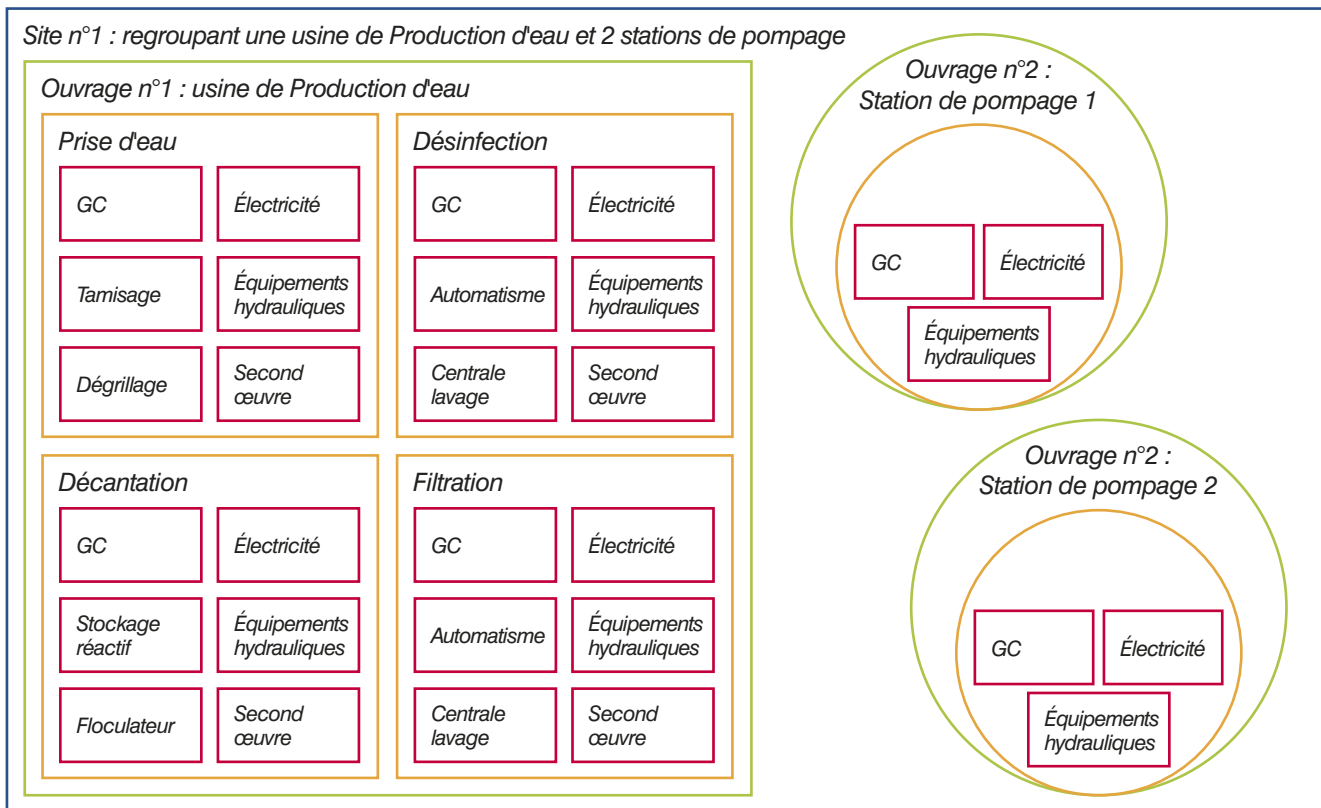 Site n°1 : regroupant une usine de Production d'eau et 2 stations de pompage
Ouvrage n°1 : usine de Production d'eau
Prise d'eau
GC
Électricité
Tamisage
Équipements
hydrauliques
Dégrillage
Second
œuvre
Désinfection
GC
Électricité
Automatisme
Équipements
hydrauliques
Centrale
lavage
Second
œuvre
Décantation
GC
Électricité
Stockage
réactif
Équipements
hydrauliques
Floculateur
Second
œuvre
Filtration
GC
Électricité
Automatisme
Équipements
hydrauliques
Centrale
lavage
Second
œuvre
Ouvrage n°2 :
Station de pompage 1
GC
Électricité
Équipements
hydrauliques
Ouvrage n°2 :
Station de pompage 2
GC
Électricité
Équipements
hydrauliques